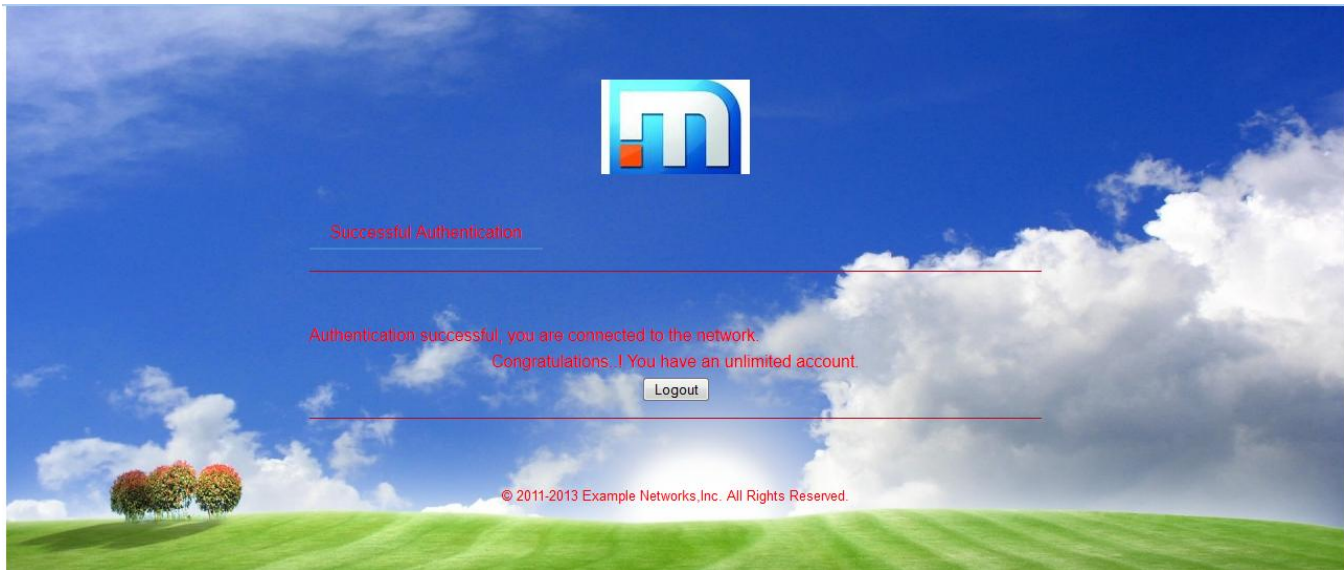 m
Successful Authentication
Authentication successful, you are connected to the network.
Congratulations. ! You have an unlimited account.
Logout
© 2011-2013 Example Networks,Inc. All Rights Reserved.